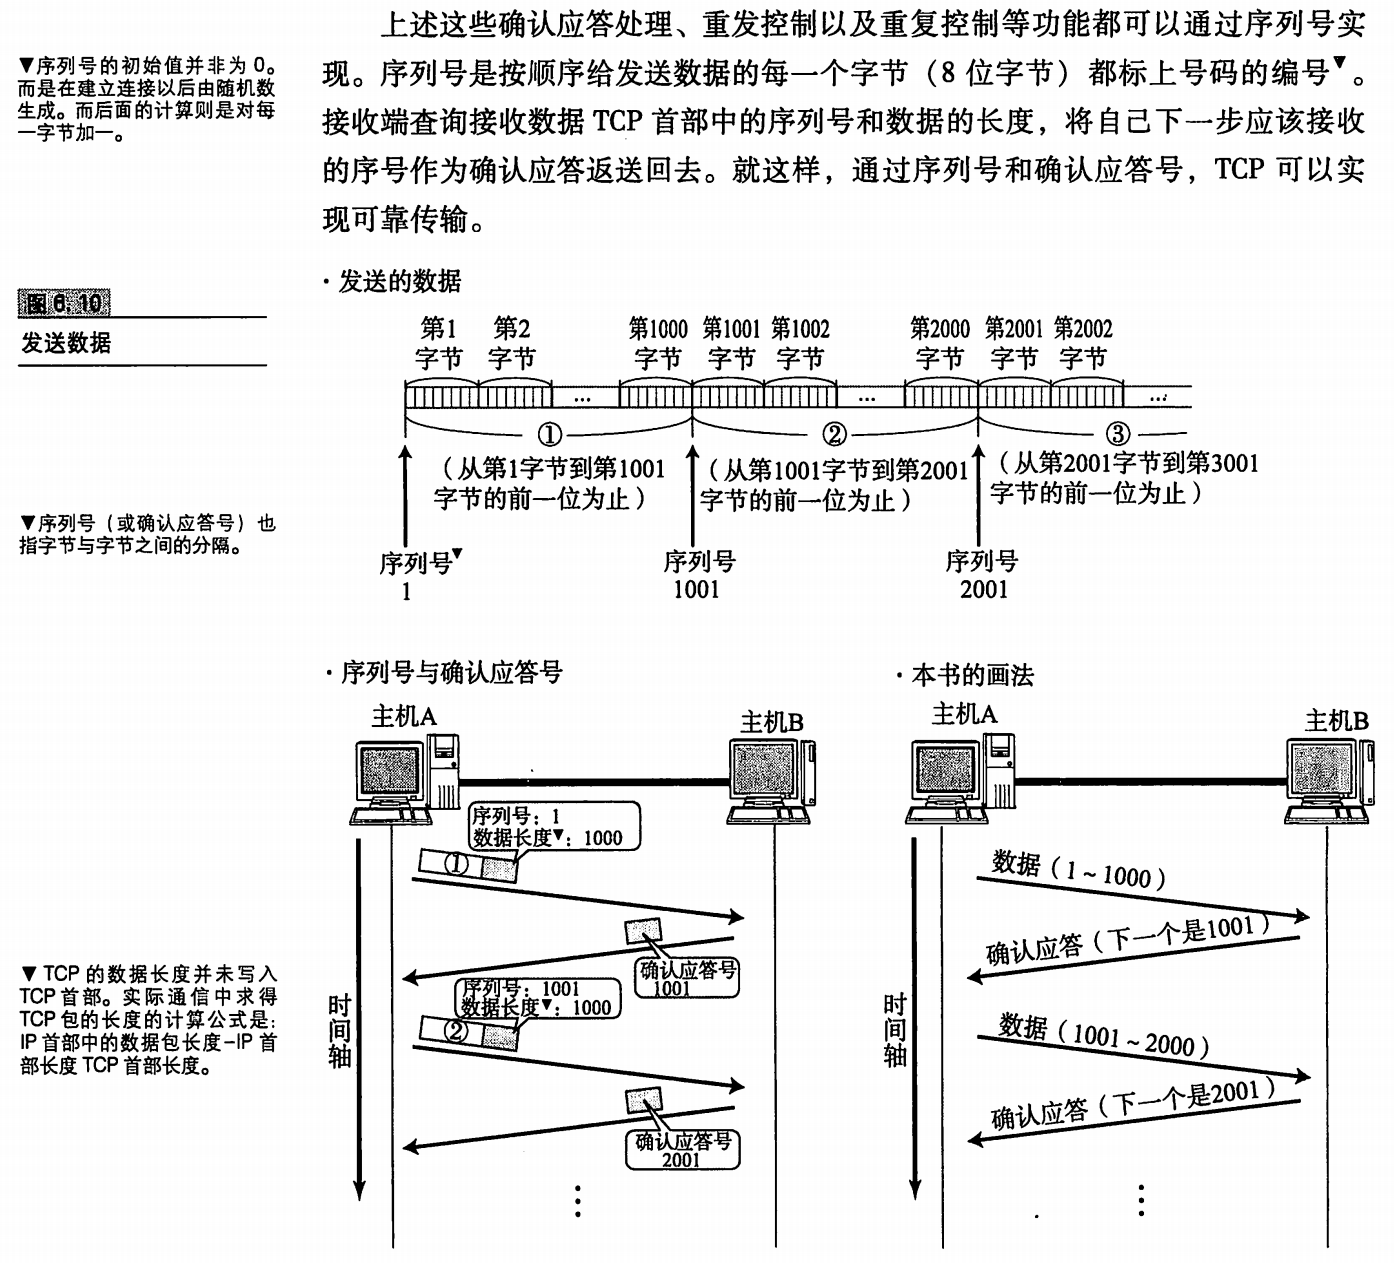 上述这些确认应答处理、重发控制以及重复控制等功能都可以通过序列号实
现。序列号是按顺序给发送数据的每一个字节（8 位字节）都标上号码的编号▼。
接收端查询接收数据 TCP 首部中的序列号和数据的长度，将自己下一步应该接收
的序号作为确认应答返送回去。就这样，通过序列号和确认应答号，TCP 可以实
现可靠传输。
▼序列号的初始值并非为 0。
而是在建立连接以后由随机数
生成。而后面的计算则是对每
一字节加一。
图 6.10
发送数据
· 发送的数据
第1 第2 第1000 第1001 第1002 第2000 第2001 第2002
字节 字节 字节 字节 字节 字节 字节 字节
… … …
① ② ③
（从第1字节到第1001
字节的前一位为止）
（从第1001字节到第2001
字节的前一位为止）
（从第2001字节到第3001
字节的前一位为止）
▼序列号（或确认应答号）也
指字节与字节之间的分隔。
序列号▼ 序列号 序列号
1 1001 2001
· 序列号与确认应答号
主机A 主机B
序列号：1
数据长度▼：1000
①
确认应答号
1001
序列号：1001
数据长度▼：1000
②
确认应答号
2001
时间轴
⋮
· 本书的画法
主机A 主机B
数据（1～1000）
确认应答（下一个是1001）
数据（1001～2000）
确认应答（下一个是2001）
时间轴
⋮
▼ TCP 的数据长度并未写入
TCP 首部。实际通信中求得
TCP 包的长度的计算公式是：
IP 首部中的数据包长度-IP 首
部长度 TCP 首部长度。